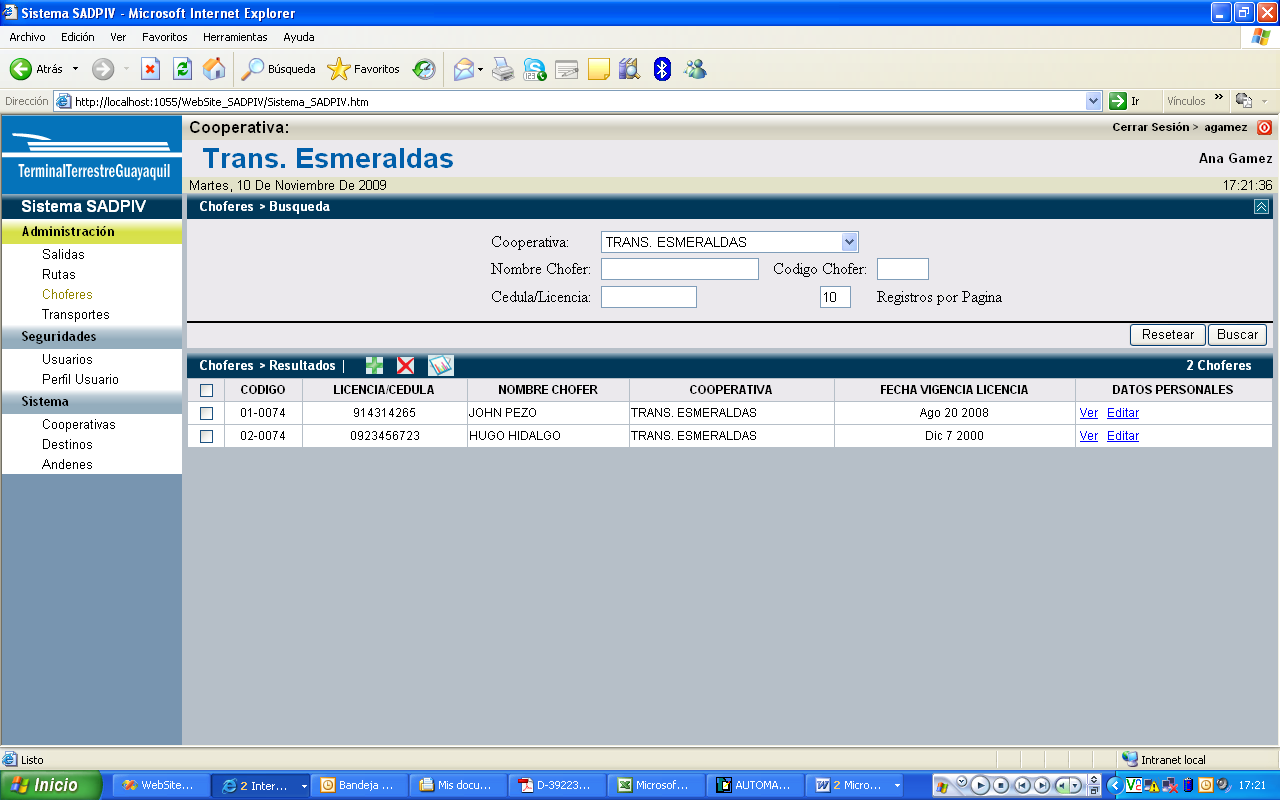 Sistema SADPIV - Microsoft Internet Explorer
Archivo Edición Ver Favoritos Herramientas Ayuda
Atrás Búsqueda Favoritos
Dirección http://localhost:1055/WebSite_SADPIV/Sistema_SADPIV.htm Ir Vínculos »
TerminalTerrestreGuayaquil
Cooperativa: Cerrar Sesión > agamez
Trans. Esmeraldas Ana Gamez
Martes, 10 De Noviembre De 2009 17:21:36
Sistema SADPIV
Administración
Salidas
Rutas
Choferes
Transportes
Seguridades
Usuarios
Perfil Usuario
Sistema
Cooperativas
Destinos
Andenes
Choferes > Busqueda
Cooperativa: TRANS. ESMERALDAS
Nombre Chofer: Codigo Chofer:
Cedula/Licencia: 10 Registros por Pagina
Resetear Buscar
Choferes > Resultados | 2 Choferes
CODIGO LICENCIA/CEDULA NOMBRE CHOFER COOPERATIVA FECHA VIGENCIA LICENCIA DATOS PERSONALES
01-0074 914314265 JOHN PEZO TRANS. ESMERALDAS Ago 20 2008 Ver Editar
02-0074 0923456723 HUGO HIDALGO TRANS. ESMERALDAS Dic 7 2000 Ver Editar
Listo Intranet local
Inicio WebSite... 2 Inter... Bandeja ... Mis docu... D-39223... Microsof... AUTOMA... 2 Micro... 17:21